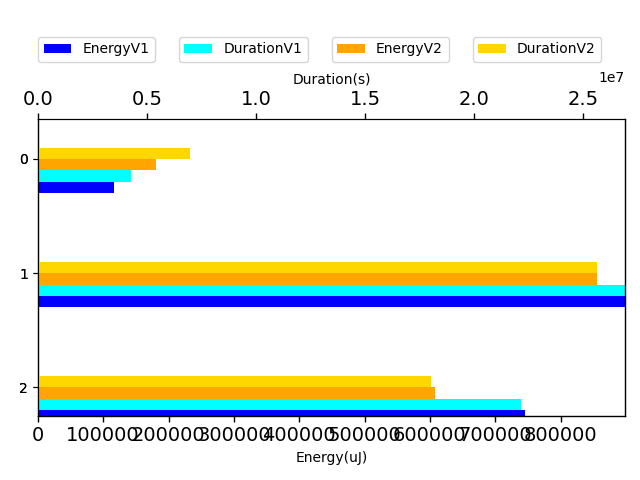 EnergyV1 DurationV1 EnergyV2 DurationV2
Duration(s)
1e7
0.0 0.5 1.0 1.5 2.0 2.5
0
1
2
0 100000 200000 300000 400000 500000 600000 700000 800000
Energy(uJ)